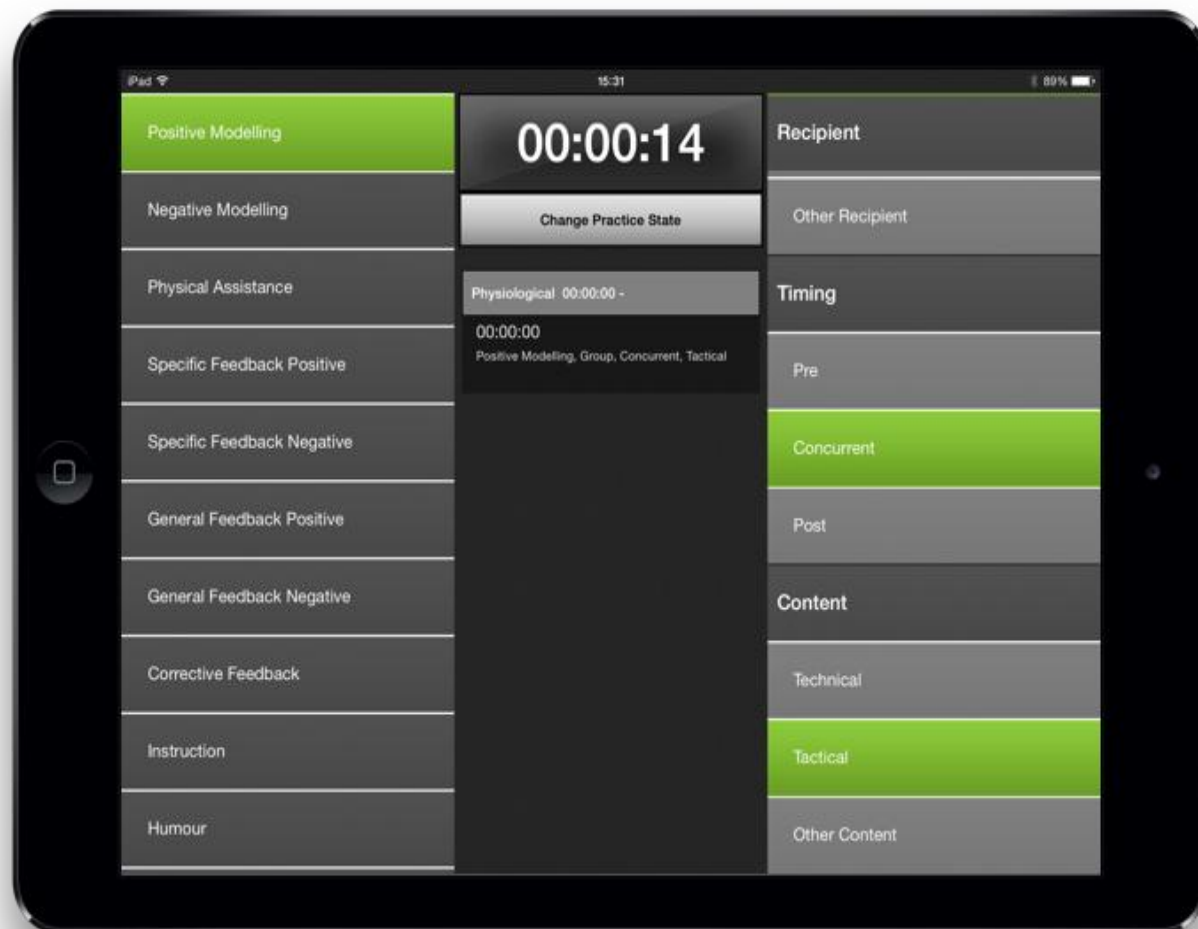 iPad
15:31
89%
Positive Modelling
Negative Modelling
Physical Assistance
Specific Feedback Positive
Specific Feedback Negative
General Feedback Positive
General Feedback Negative
Corrective Feedback
Instruction
Humour
00:00:14
Change Practice State
Physiological 00:00:00 -
00:00:00
Positive Modelling, Group, Concurrent, Tactical
Recipient
Other Recipient
Timing
Pre
Concurrent
Post
Content
Technical
Tactical
Other Content